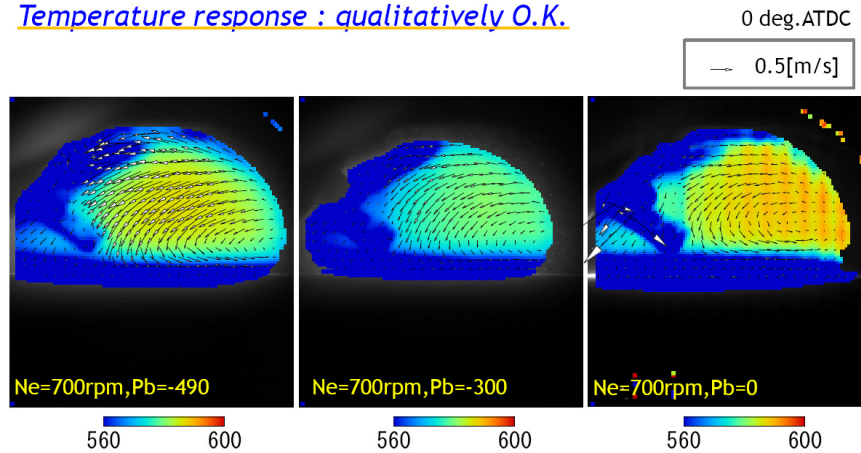 Temperature response : qualitatively O.K.
0 deg.ATDC
0.5[m/s]
Ne=700rpm,Pb=-490
Ne=700rpm,Pb=-300
Ne=700rpm,Pb=0
560 600
560 600
560 600